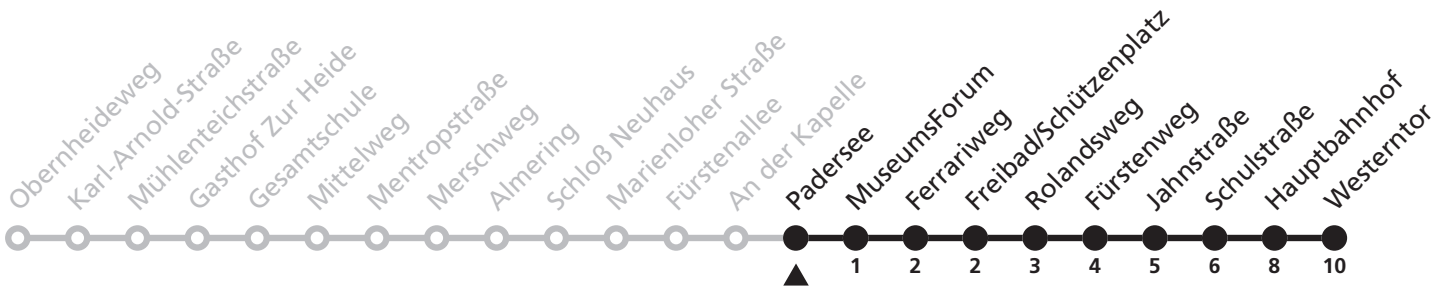 Obernheideweg
Karl-Arnold-Straße
Mühlenteichstraße
Gasthof Zur Heide
Gesamtschule
Mittelweg
Mentropstraße
Merschweg
Almering
Schloß Neuhaus
Marienloher Straße
Fürstenallee
An der Kapelle
Padersee
MuseumsForum
Ferrariweg
Freibad/Schützenplatz
Rolandsweg
Fürstenweg
Jahnstraße
Schulstraße
Hauptbahnhof
Westerntor
1 2 2 3 4 5 6 8 10